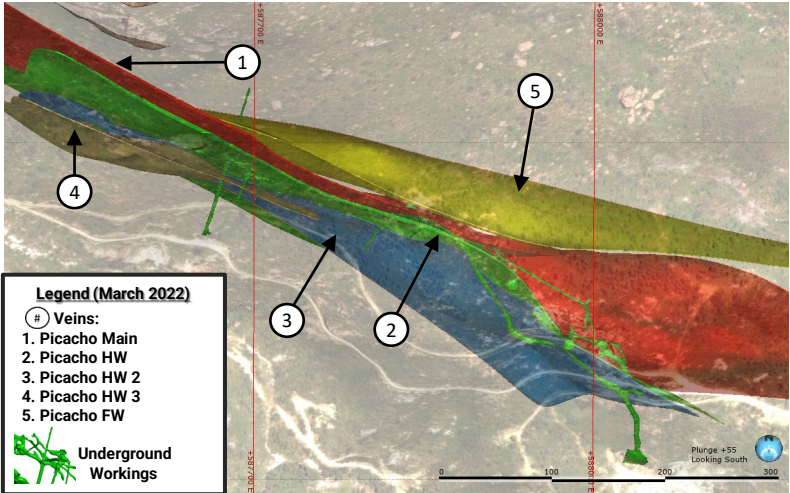 +587700 E
+588000 E
1
5
4
3
2
Legend (March 2022)
# Veins:
1. Picacho Main
2. Picacho HW
3. Picacho HW 2
4. Picacho HW 3
5. Picacho FW
Underground
Workings
+587700 E
+588000 E
Plunge +55
Looking South
N
0 100 200 300